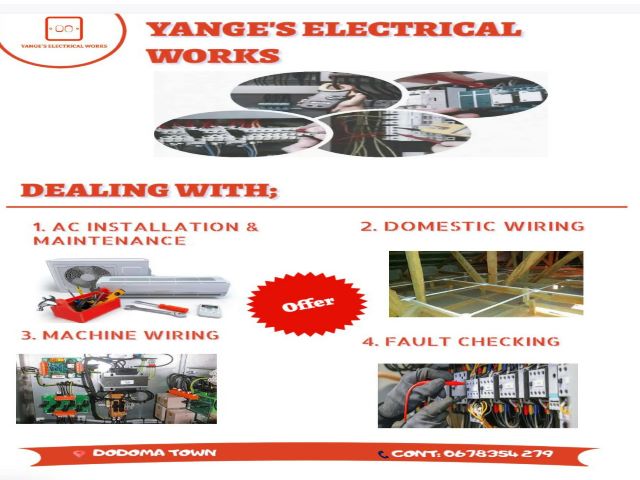 YANGE'S ELECTRICAL WORKS
YANGE'S ELECTRICAL
WORKS
DEALING WITH;
1. AC INSTALLATION &
MAINTENANCE
2. DOMESTIC WIRING
Offer
3. MACHINE WIRING
4. FAULT CHECKING
DODOMA TOWN
CONT: 0678354 279